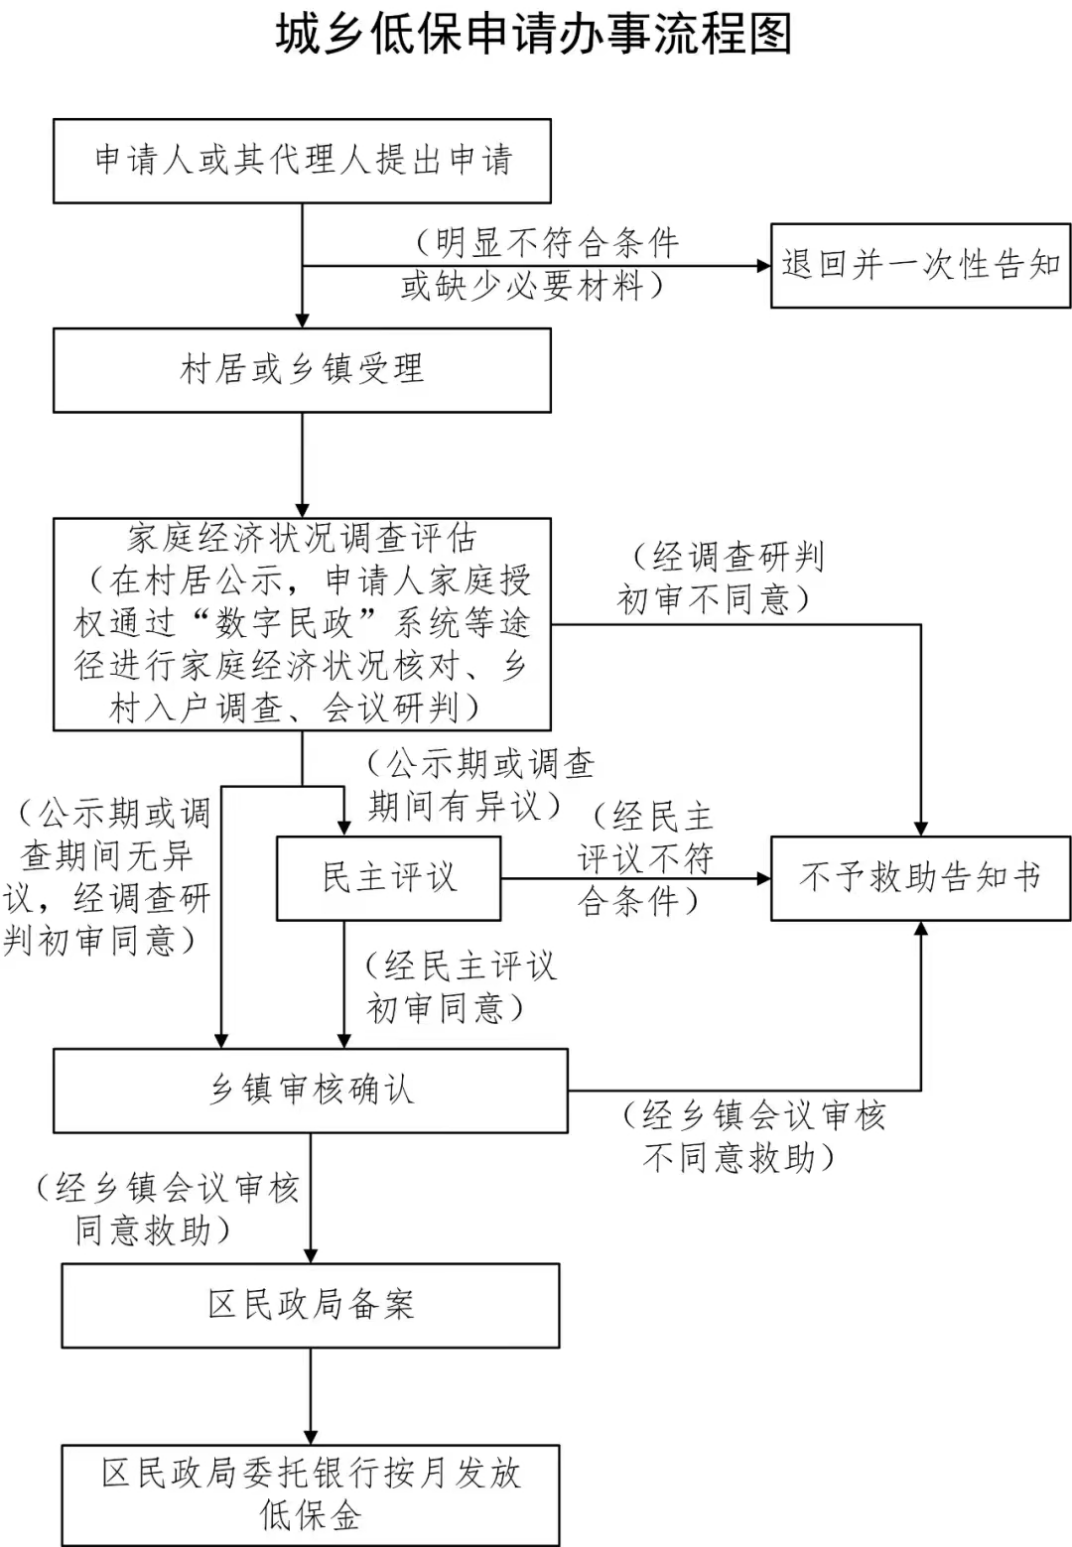 城乡低保申请办事流程图
申请人或其代理人提出申请
（明显不符合条件
或缺少必要材料）
退回并一次性告知
村居或乡镇受理
家庭经济状况调查评估
（在村居公示，申请人家庭授
权通过“数字民政”系统等途
径进行家庭经济状况核对、乡
村入户调查、会议研判）
（经调查研判
初审不同意）
（公示期或调查
期间有异议）
（公示期或调
查期间无异
议，经调查研
判初审同意）
民主评议
（经民主
评议不符
合条件）
不予救助告知书
（经民主评议
初审同意）
乡镇审核确认
（经乡镇会议审核
不同意救助）
（经乡镇会议审核
同意救助）
区民政局备案
区民政局委托银行按月发放
低保金